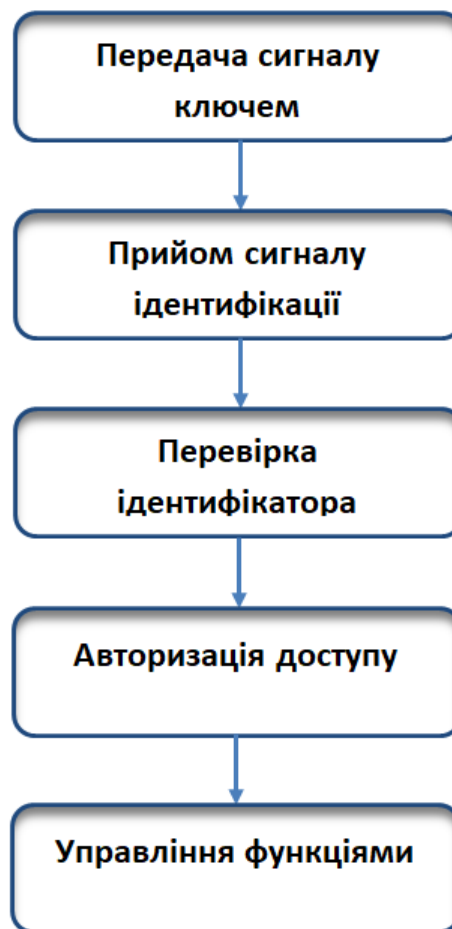 Передача сигналу
ключем
Прийом сигналу
ідентифікації
Перевірка
ідентифікатора
Авторизація доступу
Управління функціями